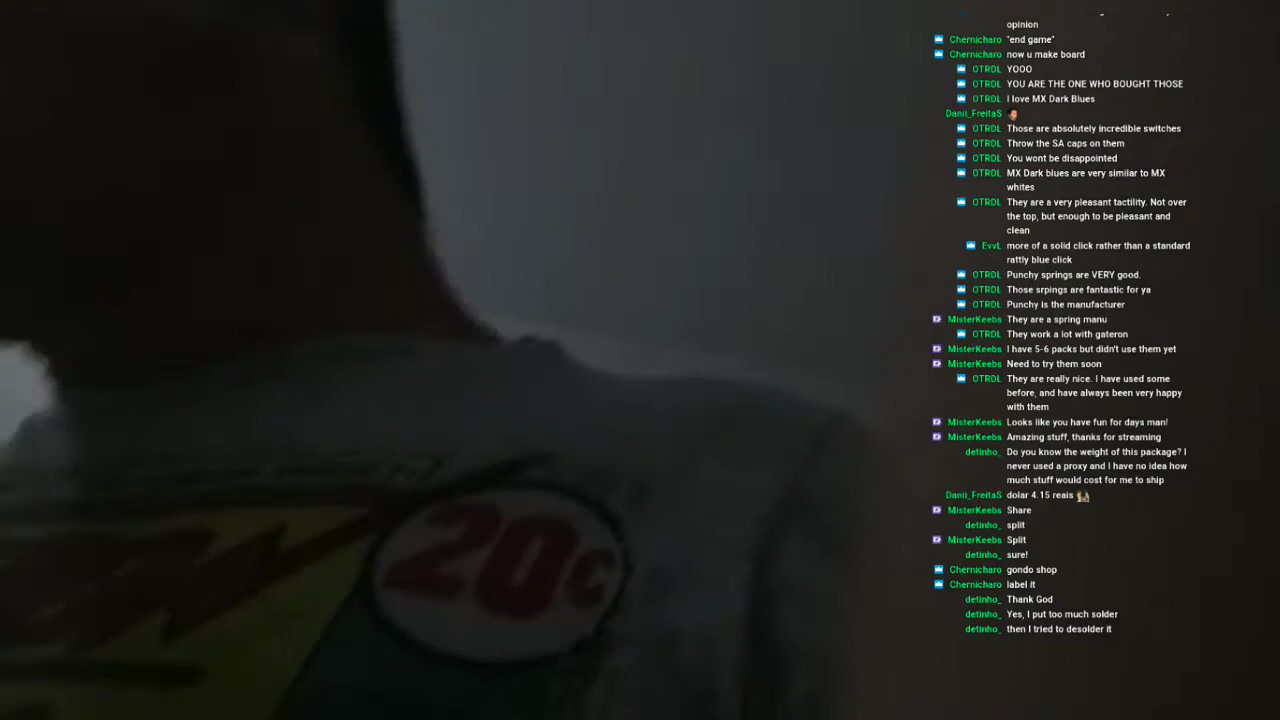 opinion
Chernicharo "end game"
Chernicharo now u make board
OTRDL YOOO
OTRDL YOU ARE THE ONE WHO BOUGHT THOSE
OTRDL I love MX Dark Blues
Danii_FreitaS
OTRDL Those are absolutely incredible switches
OTRDL Throw the SA caps on them
OTRDL You wont be disappointed
OTRDL MX Dark blues are very similar to MX
whites
OTRDL They are a very pleasant tactility. Not over
the top, but enough to be pleasant and
clean
EvvL more of a solid click rather than a standard
rattly blue click
OTRDL Punchy springs are VERY good.
OTRDL Those srpings are fantastic for ya
OTRDL Punchy is the manufacturer
MisterKeebs They are a spring manu
OTRDL They work a lot with gateron
MisterKeebs I have 5-6 packs but didn't use them yet
MisterKeebs Need to try them soon
OTRDL They are really nice. I have used some
before, and have always been very happy
with them
MisterKeebs Looks like you have fun for days man!
MisterKeebs Amazing stuff, thanks for streaming
detinho_ Do you know the weight of this package? I
never used a proxy and I have no idea how
much stuff would cost for me to ship
Danii_FreitaS dolar 4.15 reais
MisterKeebs Share
detinho_ split
MisterKeebs Split
detinho_ sure!
Chernicharo gondo shop
Chernicharo label it
detinho_ Thank God
detinho_ Yes, I put too much solder
detinho_ then I tried to desolder it
20c